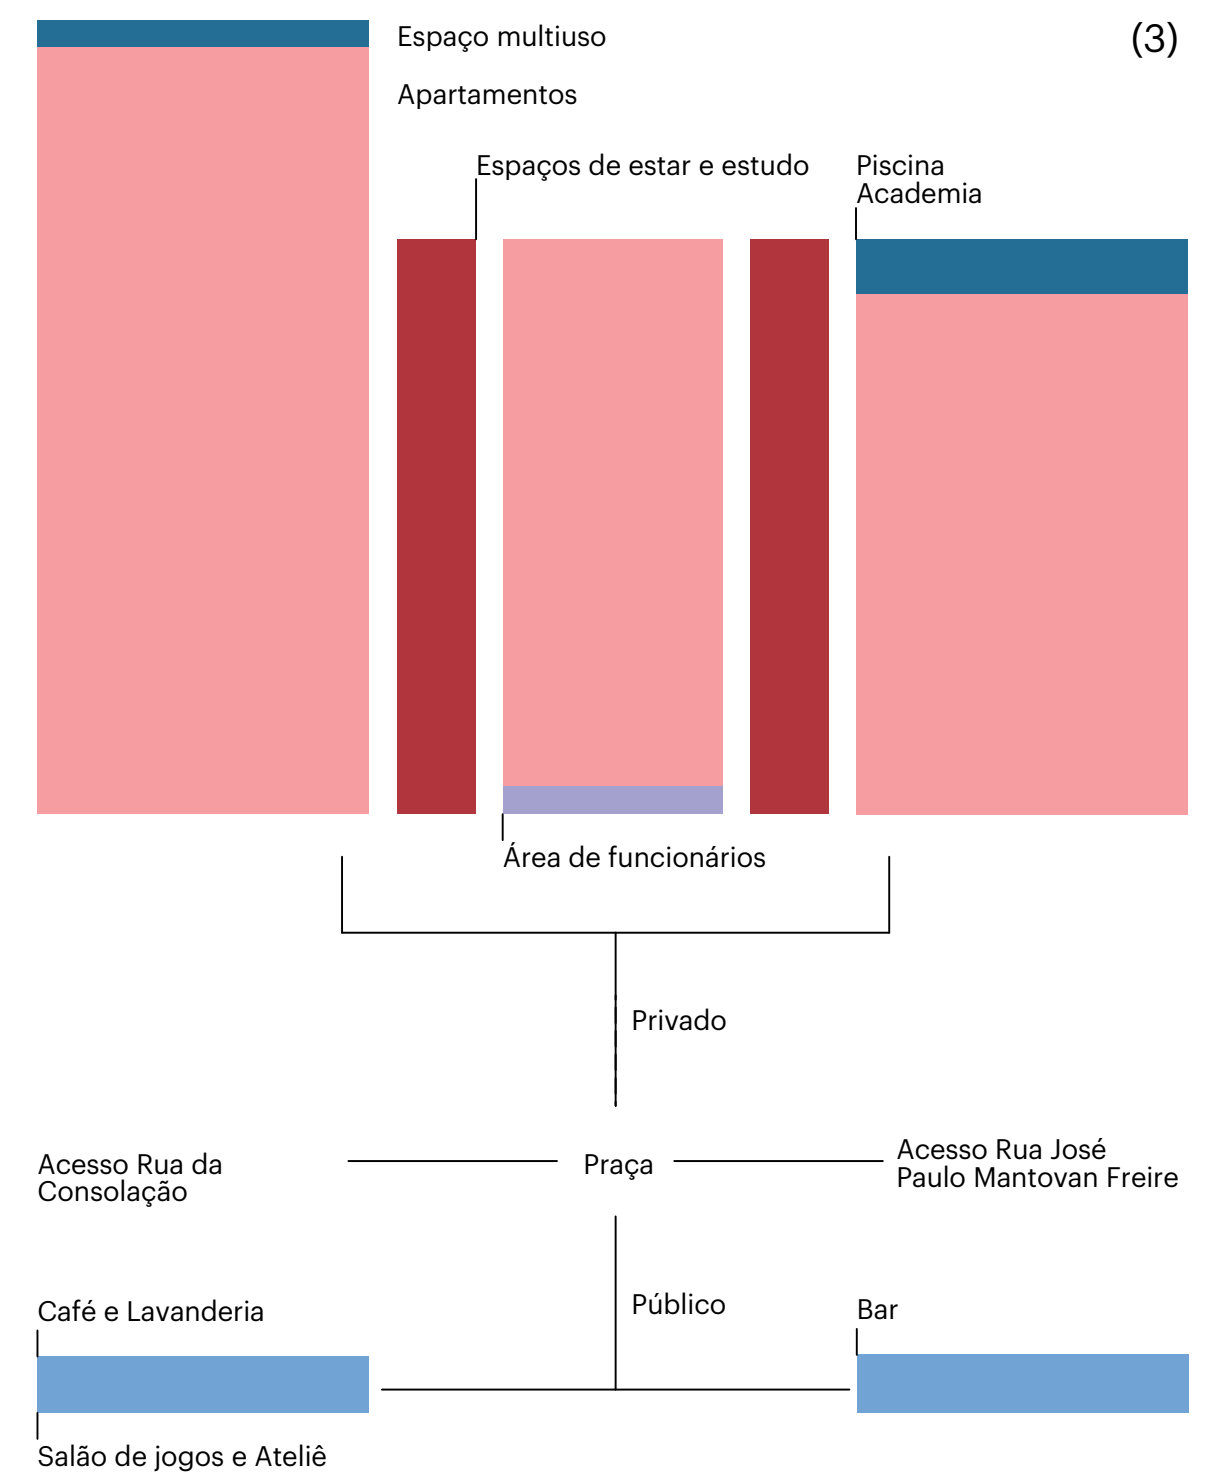 Espaço multiuso
(3)
Apartamentos
Espaços de estar e estudo
Piscina
Academia
Área de funcionários
Privado
Acesso Rua da
Consolação
Praça
Acesso Rua José
Paulo Mantovan Freire
Público
Café e Lavanderia
Bar
Salão de jogos e Ateliê